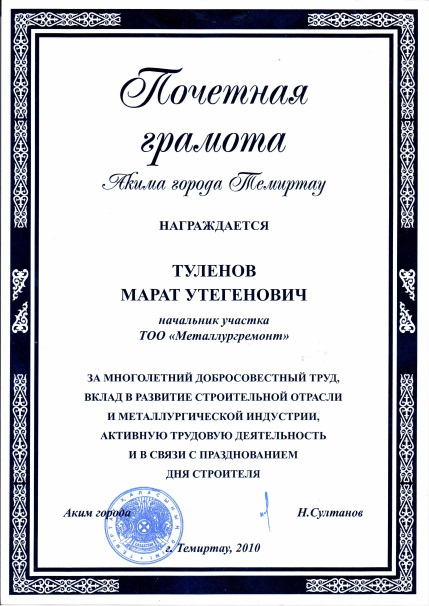 Почетная
грамота
Акима города Темиртау
НАГРАЖДАЕТСЯ
ТУЛЕНОВ
МАРАТ УТЕГЕНОВИЧ
начальник участка
ТОО «Металлургремонт»
ЗА МНОГОЛЕТНИЙ ДОБРОСОВЕСТНЫЙ ТРУД,
ВКЛАД В РАЗВИТИЕ СТРОИТЕЛЬНОЙ ОТРАСЛИ
И МЕТАЛЛУРГИЧЕСКОЙ ИНДУСТРИИ,
АКТИВНУЮ ТРУДОВУЮ ДЕЯТЕЛЬНОСТЬ
И В СВЯЗИ С ПРАЗДНОВАНИЕМ
ДНЯ СТРОИТЕЛЯ
Аким города Н.Султанов
г. Темиртау, 2010